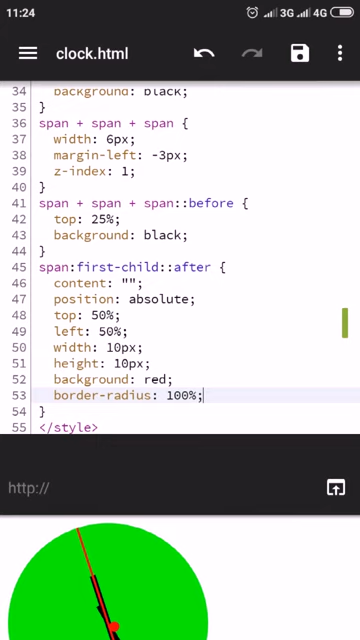 11:24
3G 4G
clock.html
34 background: black;
35 }
36 span + span + span {
37 width: 6px;
38 margin-left: -3px;
39 z-index: 1;
40 }
41 span + span + span::before {
42 top: 25%;
43 background: black;
44 }
45 span:first-child::after {
46 content: "";
47 position: absolute;
48 top: 50%;
49 left: 50%;
50 width: 10px;
51 height: 10px;
52 background: red;
53 border-radius: 100%;
54 }
55 </style>
http://